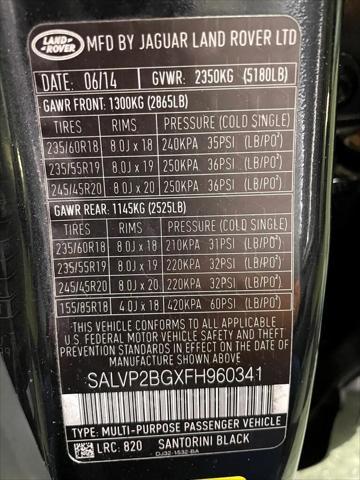 LAND ROVER MFD BY JAGUAR LAND ROVER LTD
DATE: 06/14 GVWR: 2350KG (5180LB)
GAWR FRONT: 1300KG (2865LB)
TIRES RIMS PRESSURE (COLD SINGLE)
235/60R18 8.0J x 18 240KPA 35PSI (LB/PO²)
235/55R19 8.0J x 19 250KPA 36PSI (LB/PO²)
245/45R20 8.0J x 20 250KPA 36PSI (LB/PO²)
GAWR REAR: 1145KG (2525LB)
TIRES RIMS PRESSURE (COLD SINGLE)
235/60R18 8.0J x 18 210KPA 31PSI (LB/PO²)
235/55R19 8.0J x 19 220KPA 32PSI (LB/PO²)
245/45R20 8.0J x 20 220KPA 32PSI (LB/PO²)
155/85R18 4.0J x 18 420KPA 60PSI (LB/PO²)
THIS VEHICLE CONFORMS TO ALL APPLICABLE
U.S. FEDERAL MOTOR VEHICLE SAFETY AND
BUMPER STANDARDS IN EFFECT ON THE DATE OF
MANUFACTURE SHOWN ABOVE
SALVP2BGXFH960341
TYPE: MULTI-PURPOSE PASSENGER VEHICLE
LRC: 820 SANTORINI BLACK
DJ32-1532-BA